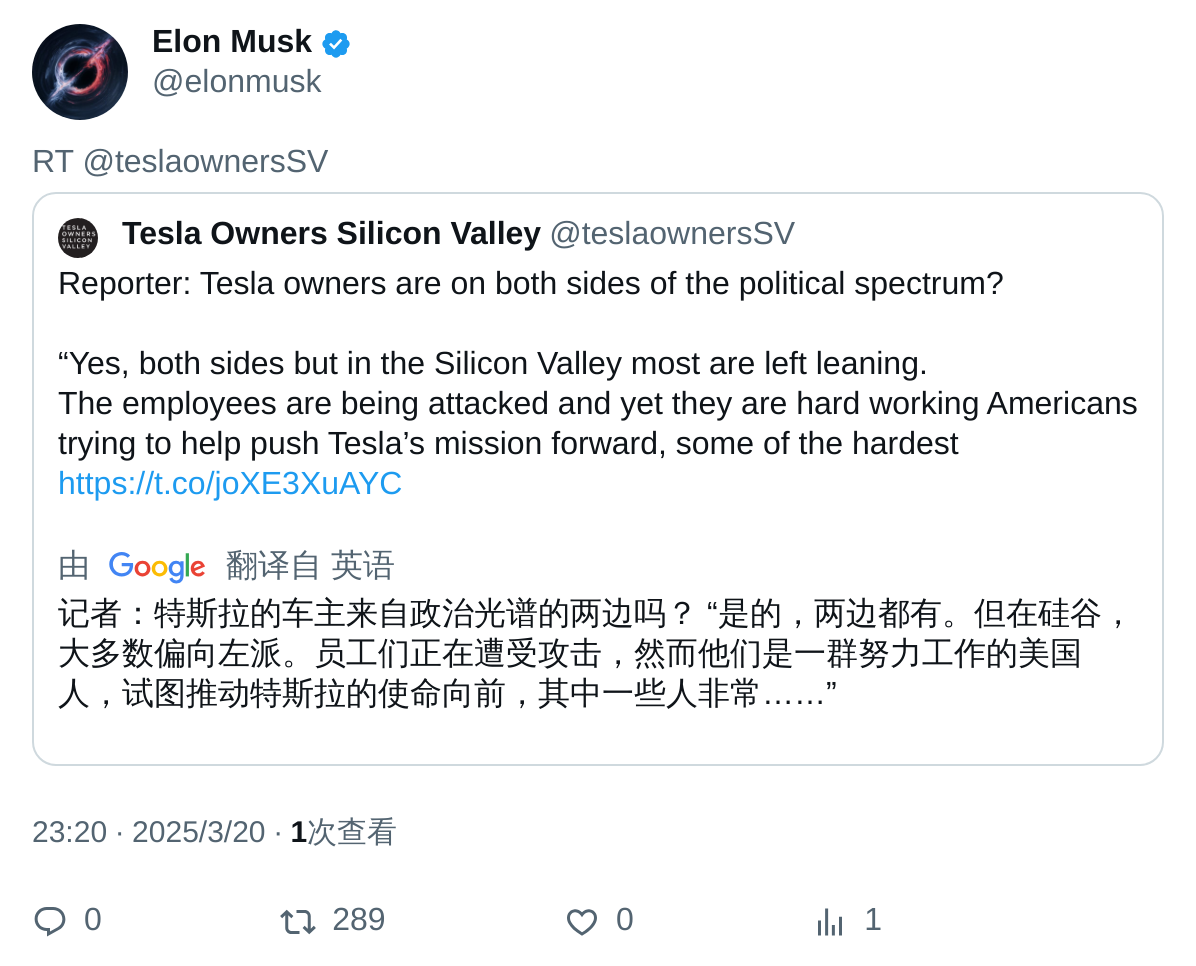 Elon Musk
@elonmusk
RT @teslaownersSV
TESLA
OWNERS
SILICON
VALLEY
Tesla Owners Silicon Valley @teslaownersSV
Reporter: Tesla owners are on both sides of the political spectrum?
“Yes, both sides but in the Silicon Valley most are left leaning.
The employees are being attacked and yet they are hard working Americans
trying to help push Tesla’s mission forward, some of the hardest
https://t.co/joXE3XuAYC
由 Google 翻译自 英语
记者：特斯拉的车主来自政治光谱的两边吗？ “是的，两边都有。但在硅谷，
大多数偏向左派。员工们正在遭受攻击，然而他们是一群努力工作的美国
人，试图推动特斯拉的使命向前，其中一些人非常……”
23:20 · 2025/3/20 · 1次查看
0 289 0 1